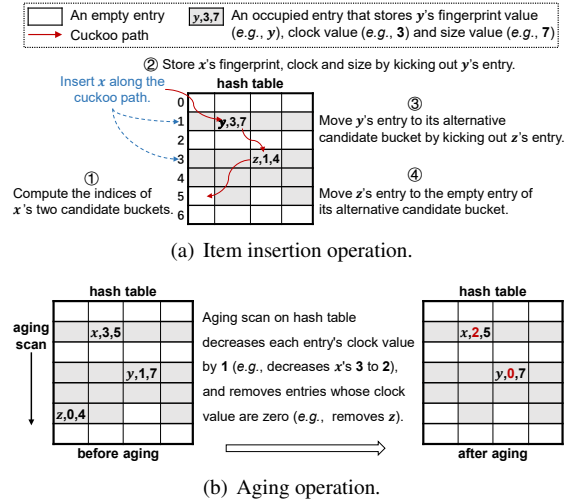 An empty entry
Cuckoo path
y,3,7
An occupied entry that stores y's fingerprint value
(e.g., y), clock value (e.g., 3) and size value (e.g., 7)
② Store x's fingerprint, clock and size by kicking out y's entry.
Insert x along the
cuckoo path.
hash table
0
1
3
5
6
y,3,7
z,1,4
①
Compute the indices of
x's two candidate buckets.
③
Move y's entry to its alternative
candidate bucket by kicking out z's entry.
④
Move z's entry to the empty entry of
its alternative candidate bucket.
(a) Item insertion operation.
hash table
aging
scan
x,3,5
y,1,7
z,0,4
before aging
Aging scan on hash table
decreases each entry's clock value
by 1 (e.g., decreases x's 3 to 2),
and removes entries whose clock
value are zero (e.g., removes z).
hash table
x,2,5
y,0,7
after aging
(b) Aging operation.